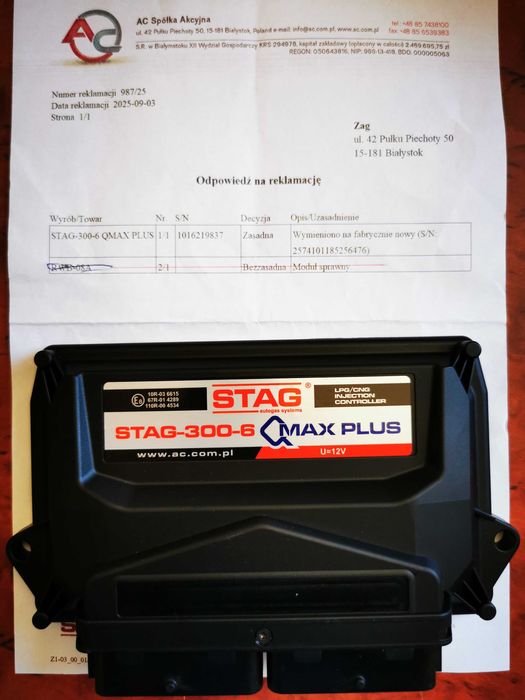 AC
AC Spółka Akcyjna
ul. 42 Pułku Piechoty 50, 15-181 Białystok, Poland e-mail: info@ac.com.pl, www.ac.com.pl
tel.: +48 85 7438100
fax: +48 85 6539383
S.R. w Białymstoku XII Wydział Gospodarczy KRS 294978, kapitał zakładowy (opłacony w całości) 2.469.695,75 zł
REGON: 050643816, NIP: 966-13-418, BDO: 000005063
Numer reklamacji 987/25
Data reklamacji 2025-09-03
Strona 1/1
Zag
ul. 42 Pułku Piechoty 50
15-181 Białystok
Odpowiedź na reklamację
Wyrób/Towar Nr. S/N Decyzja Opis/Uzasadnienie
STAG-300-6 QMAX PLUS 1/1 1016219837 Zasadna Wymieniono na fabrycznie nowy (S/N:
2574101185256476)
2/1 Bezzasadna Moduł sprawny
E8
10R-03 6615
67R-01 4289
110R-00 4534
STAG®
autogas systems
LPG/CNG
INJECTION
CONTROLLER
STAG-300-6 QMAX PLUS
www.ac.com.pl U=12V
STAG
Z1-03_00_01